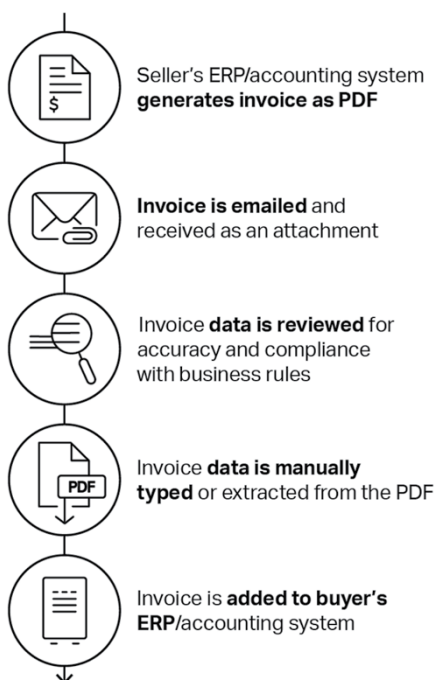 Seller’s ERP/accounting system
generates invoice as PDF
$
Invoice is emailed and
received as an attachment
Invoice data is reviewed for
accuracy and compliance
with business rules
Invoice data is manually
typed or extracted from the PDF
PDF
Invoice is added to buyer’s
ERP/accounting system